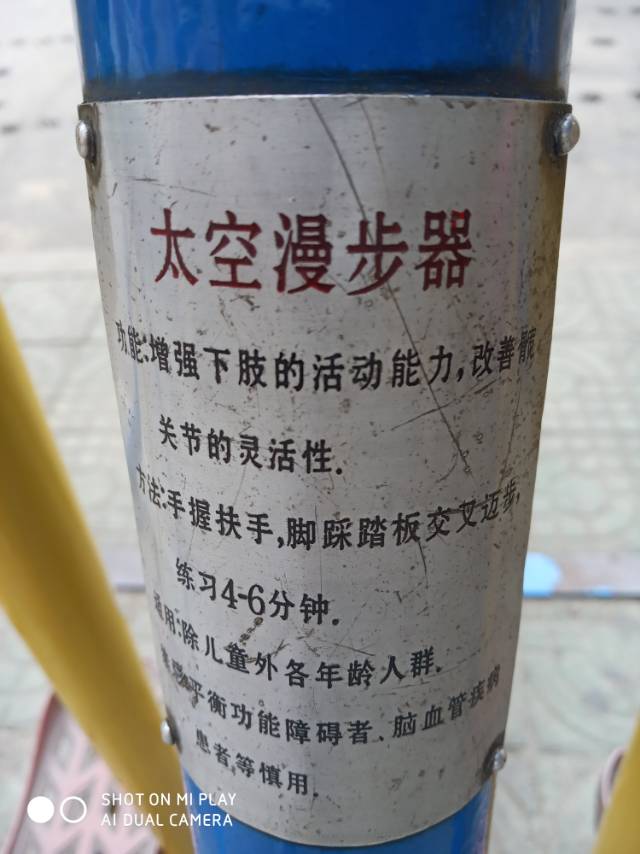 太空漫步器
功能:增强下肢的活动能力,改善髋
关节的灵活性.
方法:手握扶手,脚踩踏板交叉迈步,
练习4-6分钟.
适用:除儿童外各年龄人群.
平衡功能障碍者、脑血管疾病
患者等慎用.
SHOT ON MI PLAY
AI DUAL CAMERA